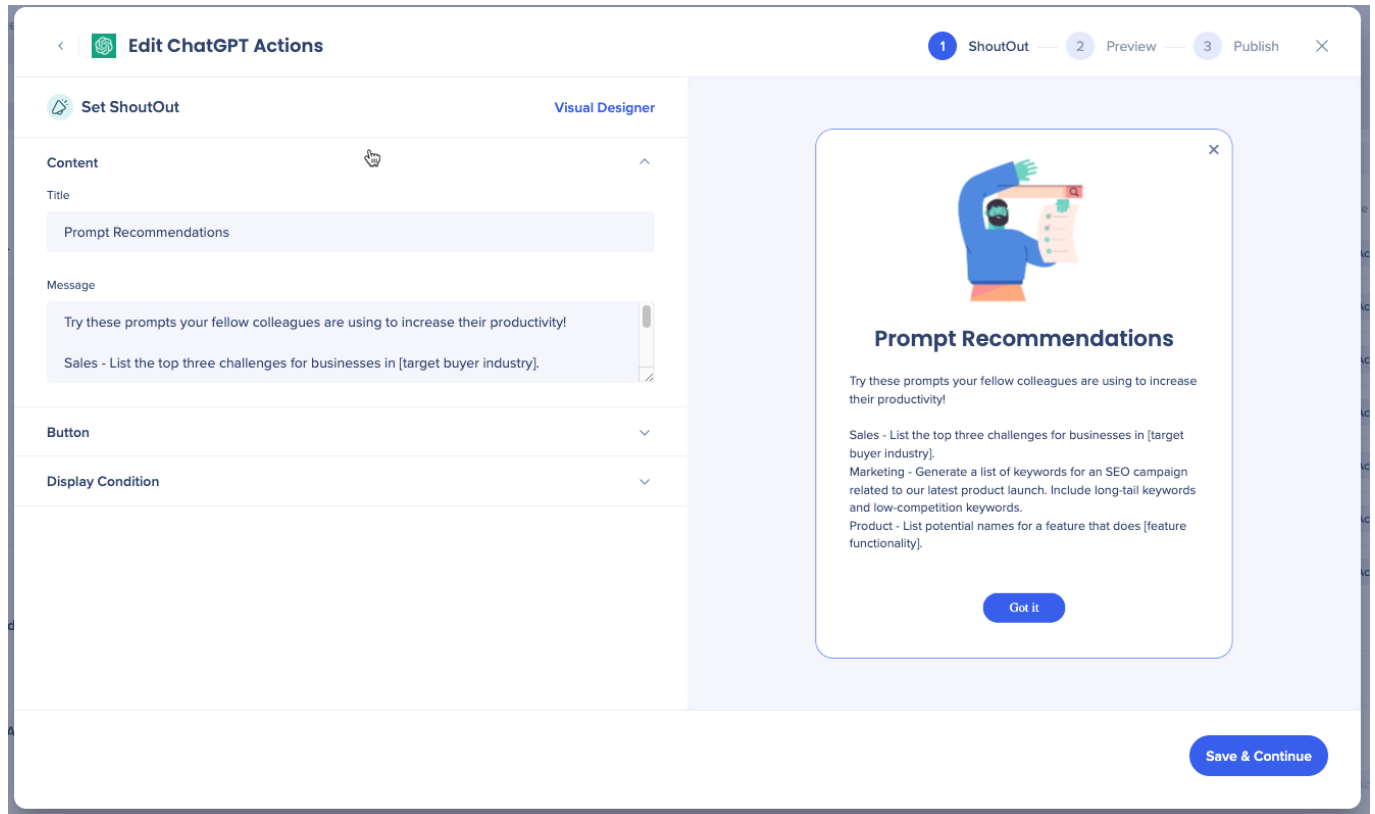 Edit ChatGPT Actions
1 ShoutOut 2 Preview 3 Publish
Set ShoutOut
Visual Designer
Content
Title
Prompt Recommendations
Message
Try these prompts your fellow colleagues are using to increase their productivity!
Sales - List the top three challenges for businesses in [target buyer industry].
Button
Display Condition
Prompt Recommendations
Try these prompts your fellow colleagues are using to increase
their productivity!
Sales - List the top three challenges for businesses in [target
buyer industry].
Marketing - Generate a list of keywords for an SEO campaign
related to our latest product launch. Include long-tail keywords
and low-competition keywords.
Product - List potential names for a feature that does [feature
functionality].
Got it
Save & Continue